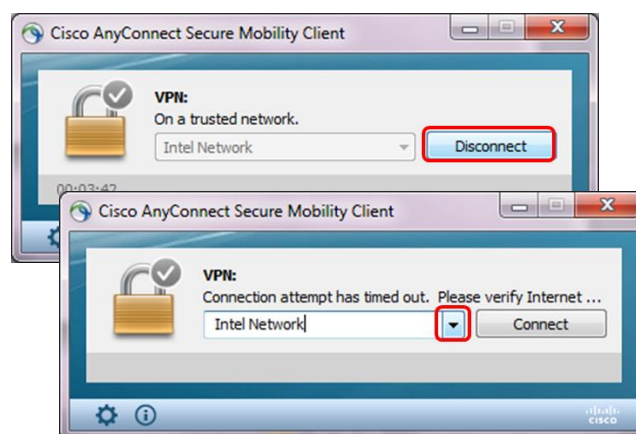 Cisco AnyConnect Secure Mobility Client
VPN:
On a trusted network.
Intel Network
Disconnect
00:03:42
Cisco AnyConnect Secure Mobility Client
VPN:
Connection attempt has timed out. Please verify Internet ...
Intel Network
Connect
cisco